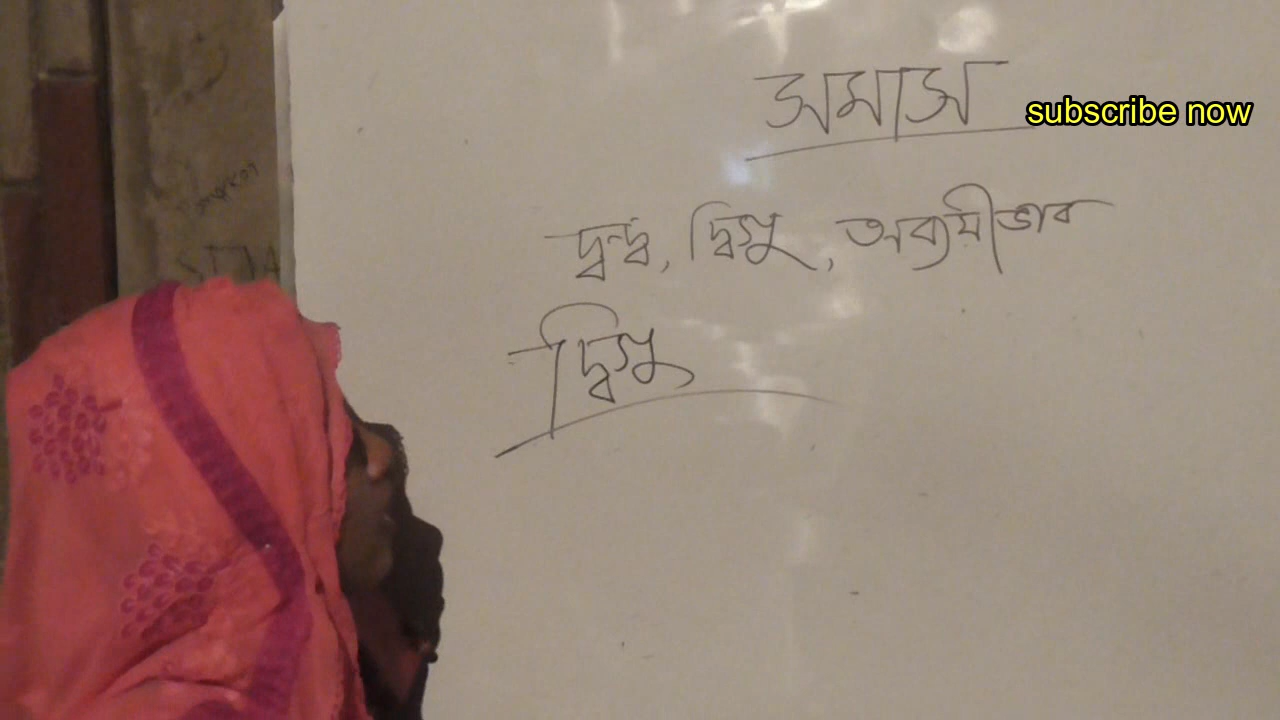 সমাস
subscribe now
দ্বন্দ্ব, দ্বিগু, অব্যয়ীভাব
দ্বিগু